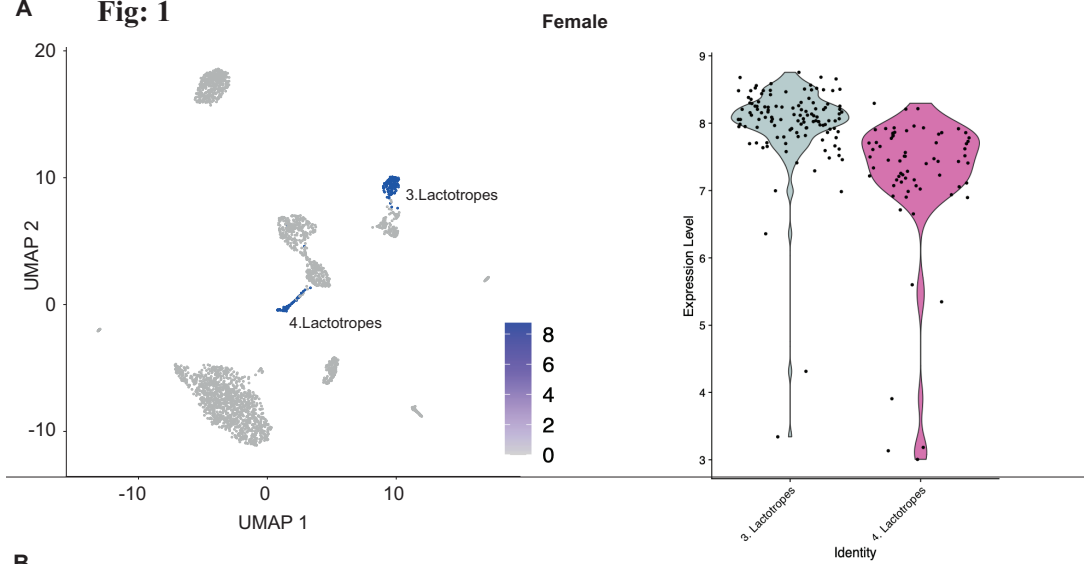 A
Fig: 1
Female
20
10
0
-10
UMAP 2
-10
0
10
UMAP 1
3.Lactotropes
4.Lactotropes
8
6
4
2
0
9
8
7
6
5
4
3
Expression Level
3. Lactotropes
4. Lactotropes
Identity
B